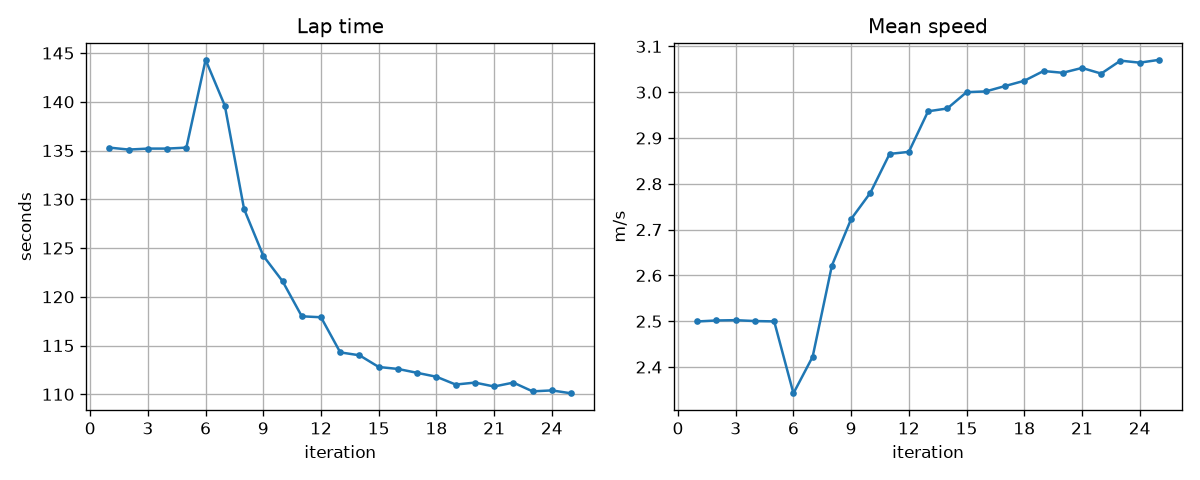 Lap time
145
140
135
130
125
120
115
110
seconds
0 3 6 9 12 15 18 21 24
iteration
Mean speed
3.1
3.0
2.9
2.8
2.7
2.6
2.5
2.4
m/s
0 3 6 9 12 15 18 21 24
iteration